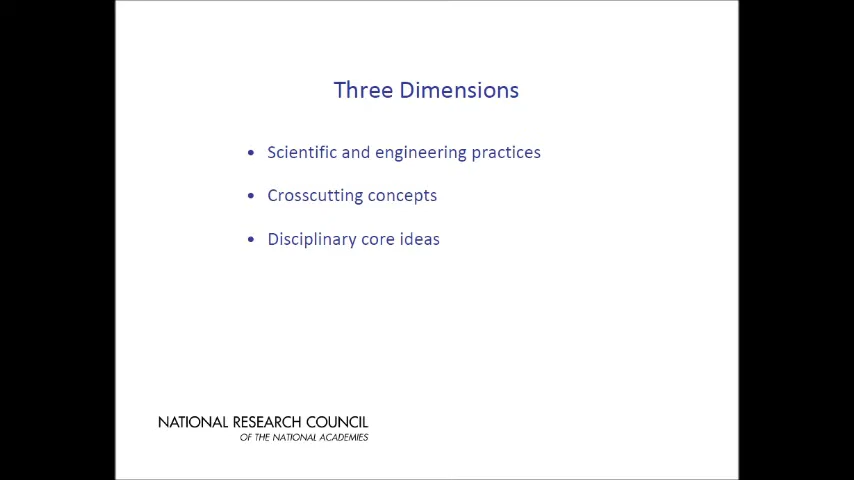 Three Dimensions
• Scientific and engineering practices
• Crosscutting concepts
• Disciplinary core ideas
NATIONAL RESEARCH COUNCIL
OF THE NATIONAL ACADEMIES